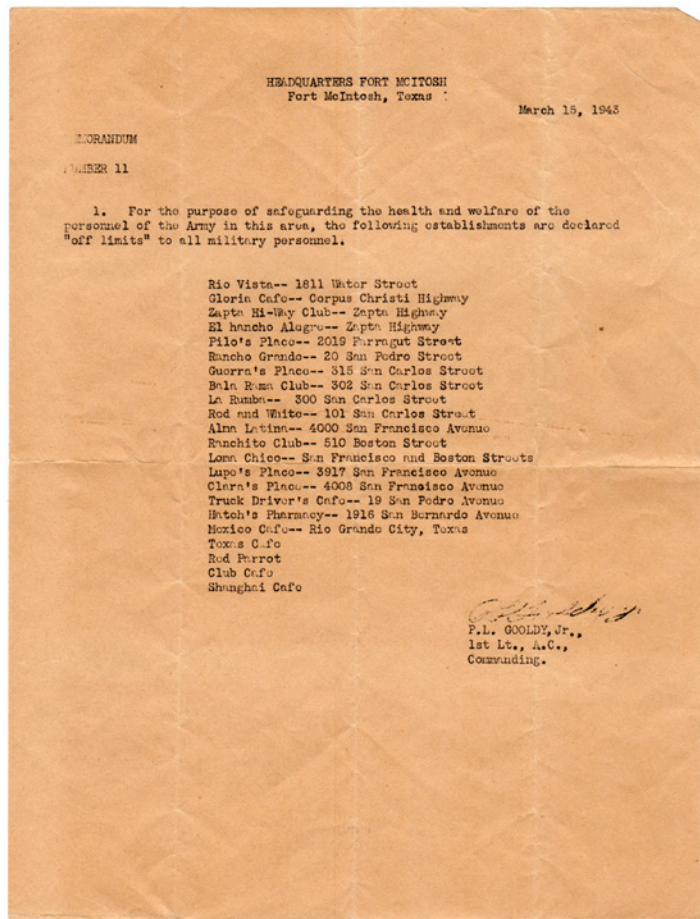 HEADQUARTERS FORT MCITOSH
Fort McIntosh, Texas
March 15, 1943
MEMORANDUM
NUMBER 11
1. For the purpose of safeguarding the health and welfare of the
personnel of the Army in this area, the following establishments are declared
"off limits" to all military personnel.
Rio Vista-- 1811 Water Street
Gloria Cafe-- Corpus Christi Highway
Zapta Hi-Way Club-- Zapta Highway
El hancho Alegre-- Zapta Highway
Pilo's Place-- 2019 Farragut Street
Rancho Grande-- 20 San Pedro Street
Guerra's Place-- 315 San Carlos Street
Bala Rama Club-- 302 San Carlos Street
La Rumba-- 300 San Carlos Street
Red and White-- 101 San Carlos Street
Alma Latina-- 4000 San Francisco Avenue
Ranchito Club-- 510 Boston Street
Loma Chico-- San Francisco and Boston Streets
Lupe's Place-- 3917 San Francisco Avenue
Clara's Place-- 4008 San Francisco Avenue
Truck Driver's Cafe-- 19 San Pedro Avenue
Hatch's Pharmacy-- 1916 San Bernardo Avenue
Mexico Cafe-- Rio Grande City, Texas
Texas Cafe
Red Parrot
Club Cafe
Shanghai Cafe
P.L. GOOLDY, Jr.,
1st Lt., A.C.,
Commanding.